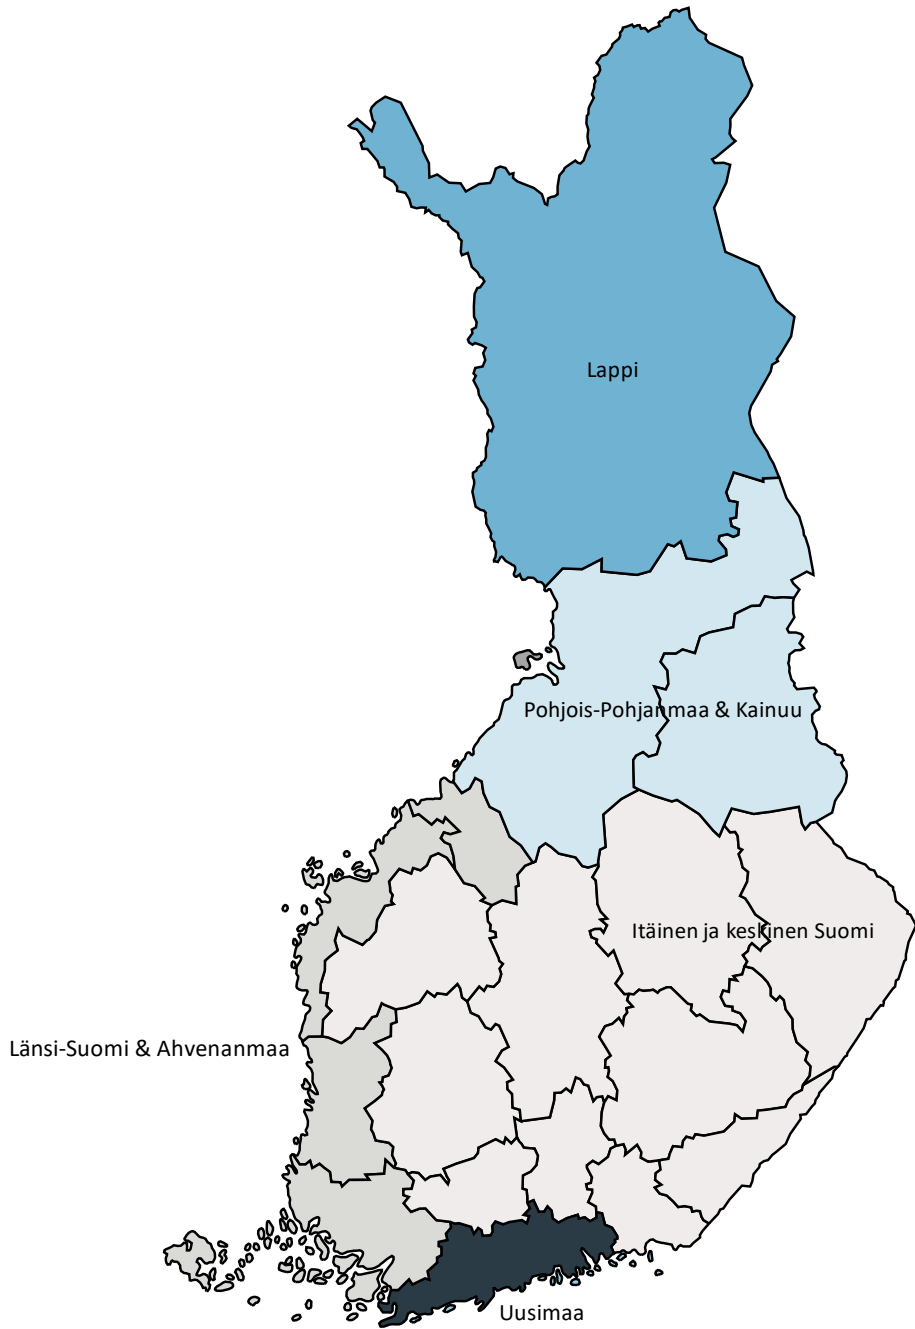 Lappi
Pohjois-Pohjanmaa & Kainuu
Itäinen ja keskinen Suomi
Länsi-Suomi & Ahvenanmaa
Uusimaa